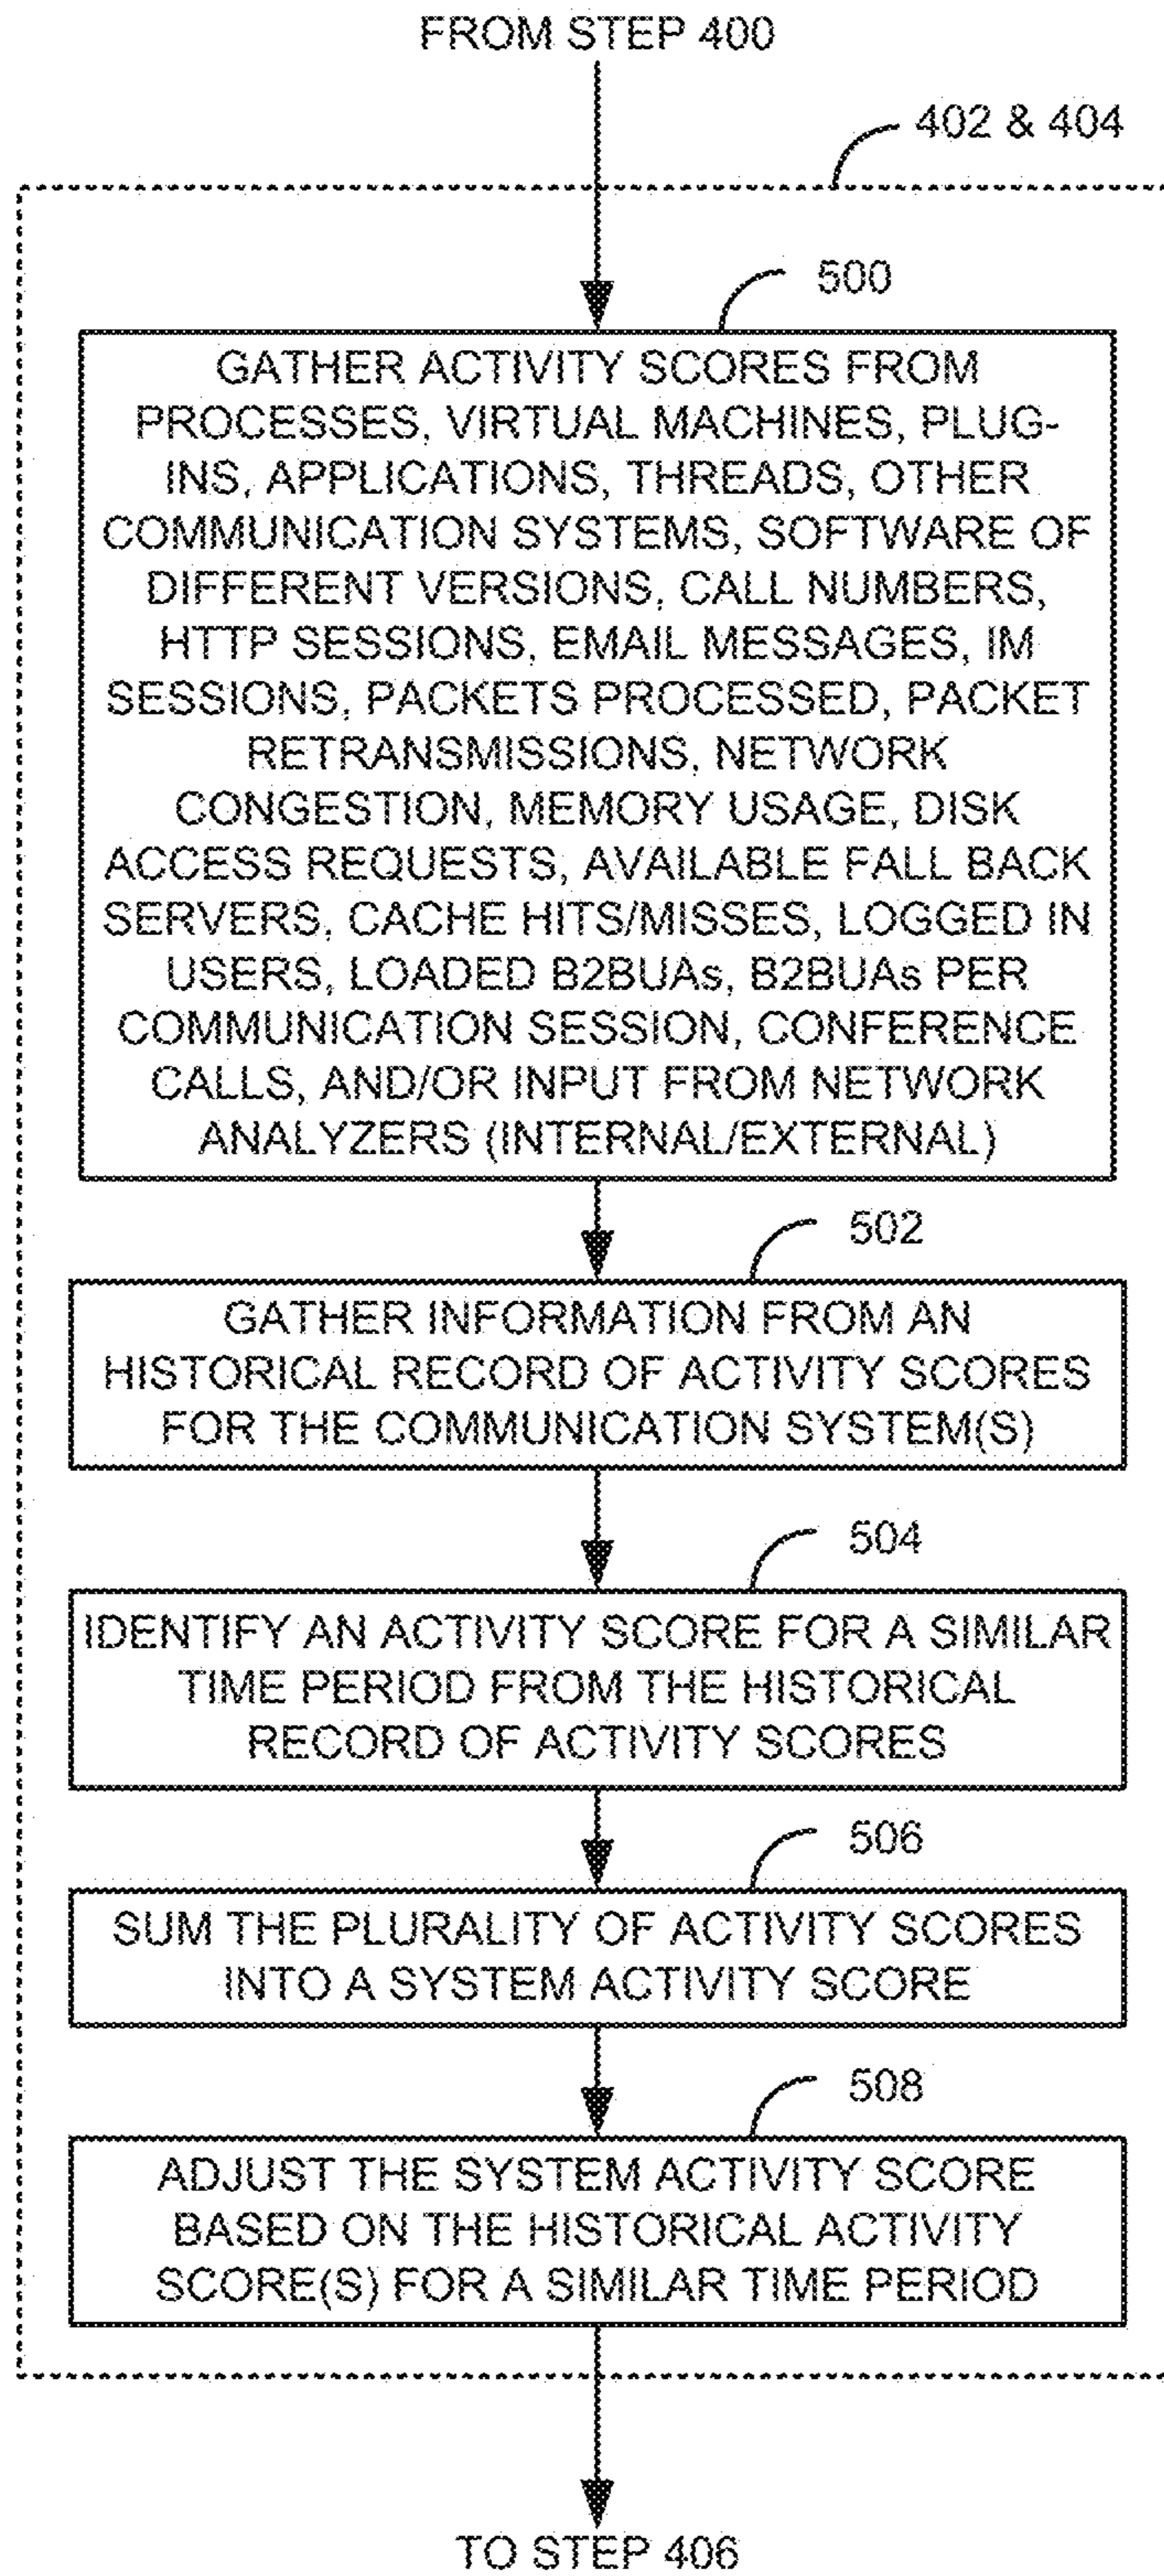 FROM STEP 400
402 & 404
500
GATHER ACTIVITY SCORES FROM
PROCESSES, VIRTUAL MACHINES, PLUG-
INS, APPLICATIONS, THREADS, OTHER
COMMUNICATION SYSTEMS, SOFTWARE OF
DIFFERENT VERSIONS, CALL NUMBERS,
HTTP SESSIONS, EMAIL MESSAGES, IM
SESSIONS, PACKETS PROCESSED, PACKET
RETRANSMISSIONS, NETWORK
CONGESTION, MEMORY USAGE, DISK
ACCESS REQUESTS, AVAILABLE FALL BACK
SERVERS, CACHE HITS/MISSES, LOGGED IN
USERS, LOADED B2BUAs, B2BUAs PER
COMMUNICATION SESSION, CONFERENCE
CALLS, AND/OR INPUT FROM NETWORK
ANALYZERS (INTERNAL/EXTERNAL)
502
GATHER INFORMATION FROM AN
HISTORICAL RECORD OF ACTIVITY SCORES
FOR THE COMMUNICATION SYSTEM(S)
504
IDENTIFY AN ACTIVITY SCORE FOR A SIMILAR
TIME PERIOD FROM THE HISTORICAL
RECORD OF ACTIVITY SCORES
506
SUM THE PLURALITY OF ACTIVITY SCORES
INTO A SYSTEM ACTIVITY SCORE
508
ADJUST THE SYSTEM ACTIVITY SCORE
BASED ON THE HISTORICAL ACTIVITY
SCORE(S) FOR A SIMILAR TIME PERIOD
TO STEP 406